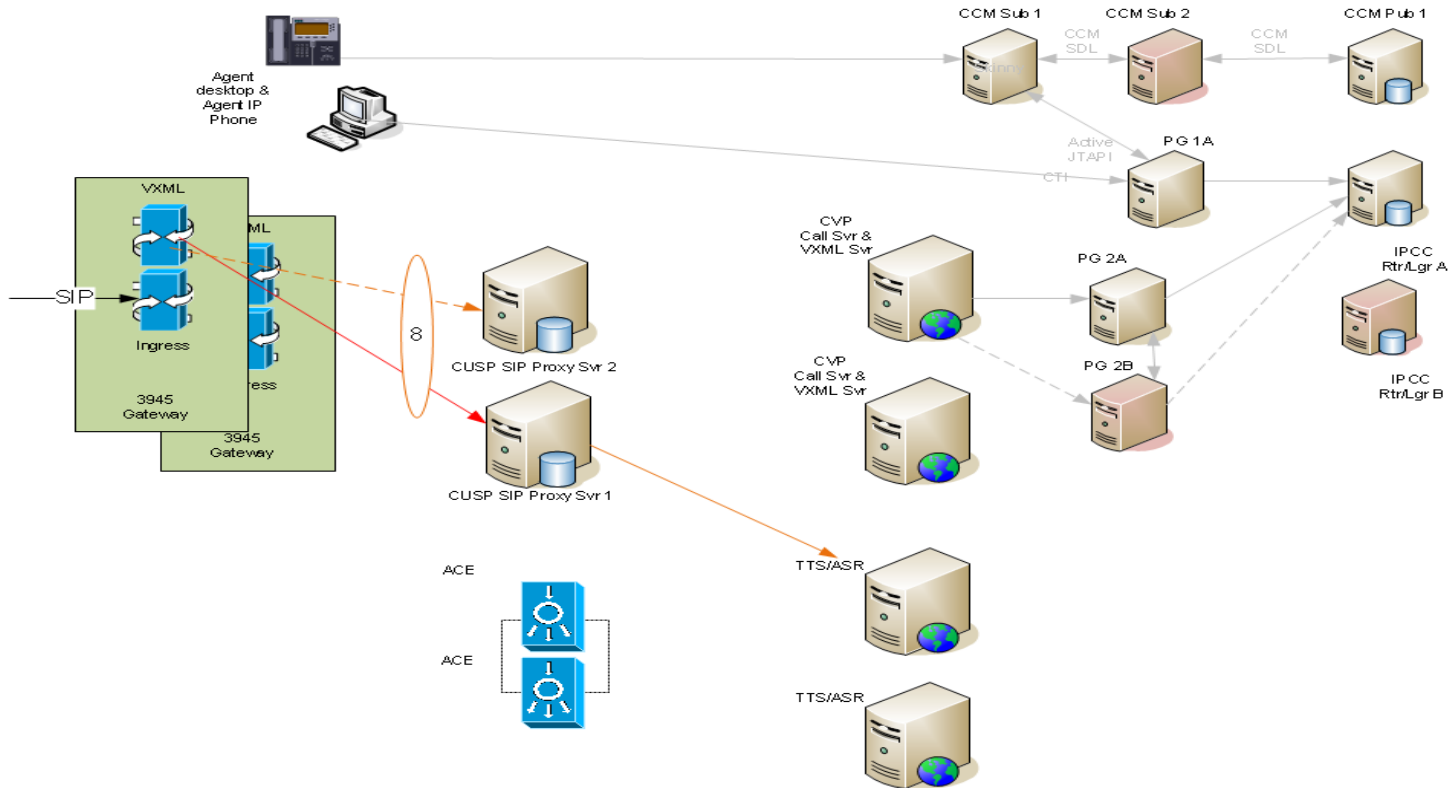 CCM Sub 1
CCM Sub 2
CCM Pub 1
CCM
SDL
CCM
SDL
Skinny
Agent
desktop &
Agent IP
Phone
Active
JTAPI
PG 1A
CTI
VXML
ML
SIP
Ingress
ress
3945
Gateway
3945
Gateway
8
CUSP SIP Proxy Svr 2
CUSP SIP Proxy Svr 1
CVP
Call Svr &
VXML Svr
PG 2A
IPCC
Rtr/Lgr A
CVP
Call Svr &
VXML Svr
PG 2B
IPCC
Rtr/Lgr B
ACE
ACE
TTS/ASR
TTS/ASR